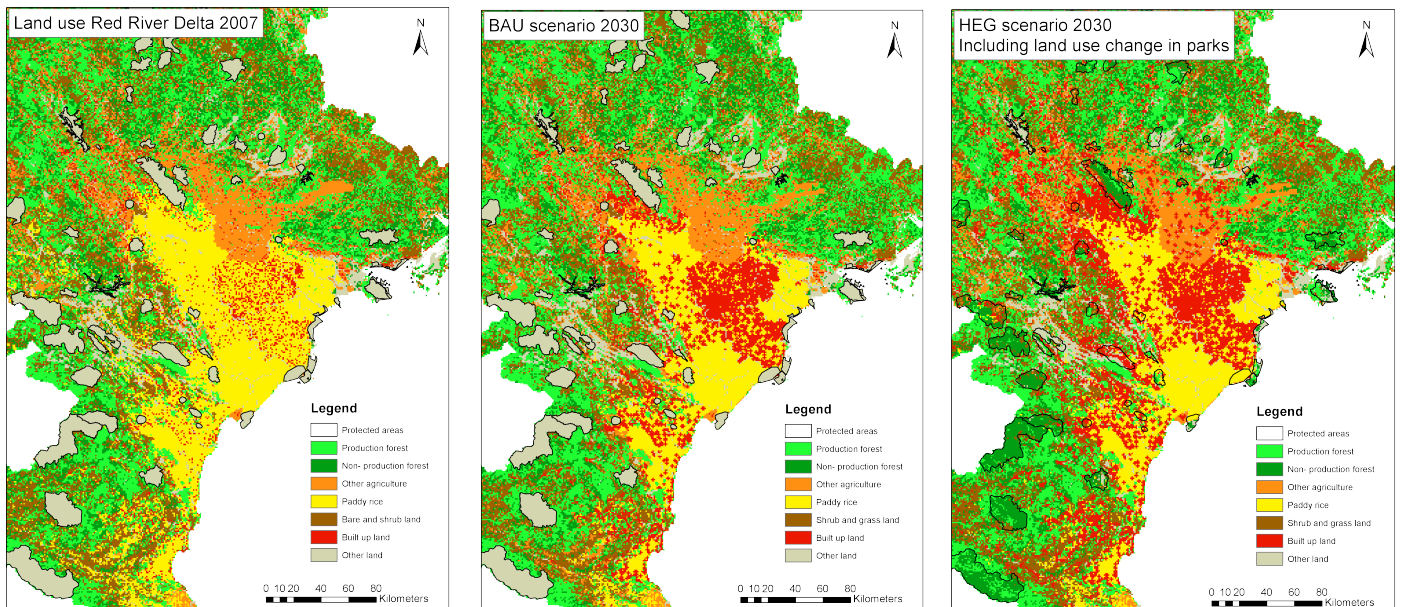 Land use Red River Delta 2007
N
Legend
Protected areas
Production forest
Non- production forest
Other agriculture
Paddy rice
Bare and shrub land
Built up land
Other land
0 10 20 40 60 80
Kilometers
BAU scenario 2030
N
Legend
Protected areas
Production forest
Non- production forest
Other agriculture
Paddy rice
Shrub and grass land
Built up land
Other land
0 10 20 40 60 80
Kilometers
HEG scenario 2030
Including land use change in parks
N
Legend
Protected areas
Production forest
Non- production forest
Other agriculture
Paddy rice
Shrub and grass land
Built up land
Other land
0 10 20 40 60 80
Kilometers